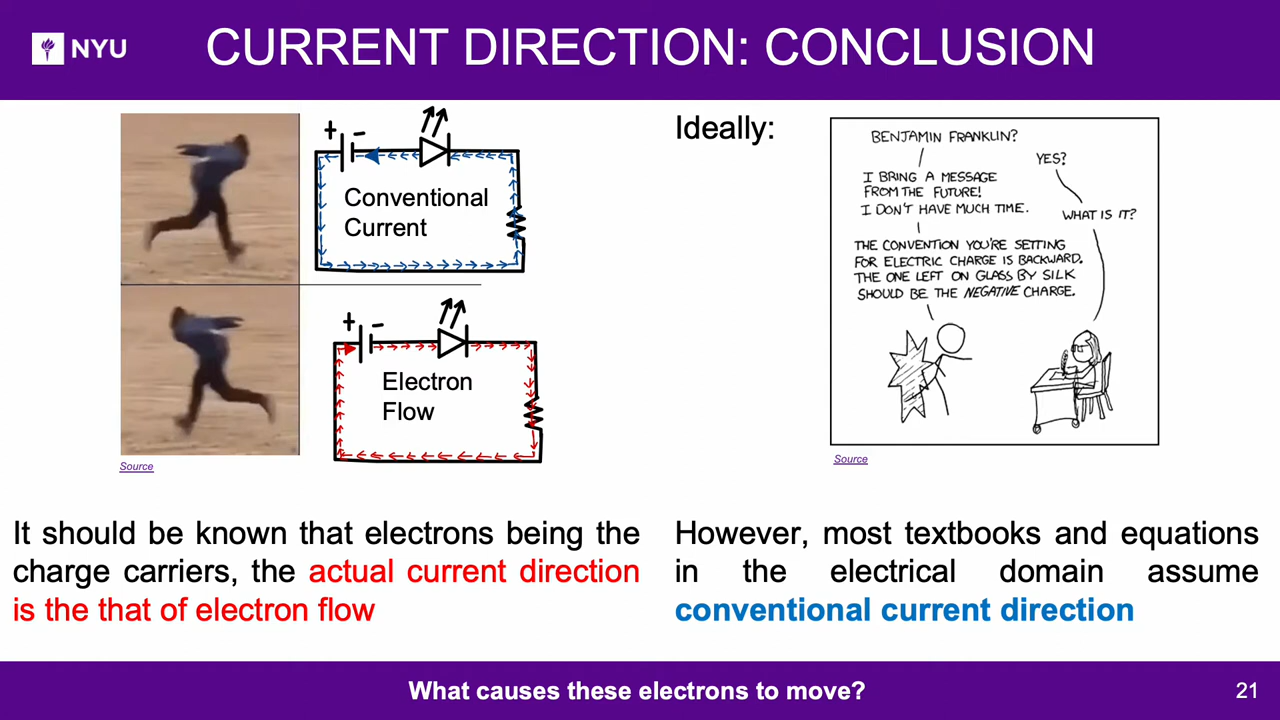 NYU
CURRENT DIRECTION: CONCLUSION
+ -
Conventional
Current
+ -
Electron
Flow
Source
It should be known that electrons being the
charge carriers, the actual current direction
is the that of electron flow
Ideally:
BENJAMIN FRANKLIN?
YES?
I BRING A MESSAGE
FROM THE FUTURE!
I DON'T HAVE MUCH TIME.
WHAT IS IT?
THE CONVENTION YOU'RE SETTING
FOR ELECTRIC CHARGE IS BACKWARD.
THE ONE LEFT ON GLASS BY SILK
SHOULD BE THE NEGATIVE CHARGE.
Source
However, most textbooks and equations
in the electrical domain assume
conventional current direction
What causes these electrons to move?
21